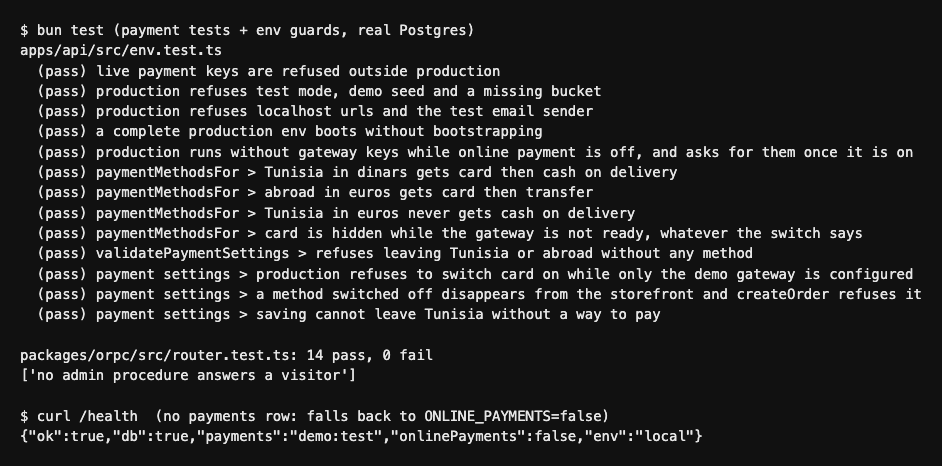 $ bun test (payment tests + env guards, real Postgres)
apps/api/src/env.test.ts
  (pass) live payment keys are refused outside production
  (pass) production refuses test mode, demo seed and a missing bucket
  (pass) production refuses localhost urls and the test email sender
  (pass) a complete production env boots without bootstrapping
  (pass) production runs without gateway keys while online payment is off, and asks for them once it is on
  (pass) paymentMethodsFor > Tunisia in dinars gets card then cash on delivery
  (pass) paymentMethodsFor > abroad in euros gets card then transfer
  (pass) paymentMethodsFor > Tunisia in euros never gets cash on delivery
  (pass) paymentMethodsFor > card is hidden while the gateway is not ready, whatever the switch says
  (pass) validatePaymentSettings > refuses leaving Tunisia or abroad without any method
  (pass) payment settings > production refuses to switch card on while only the demo gateway is configured
  (pass) payment settings > a method switched off disappears from the storefront and createOrder refuses it
  (pass) payment settings > saving cannot leave Tunisia without a way to pay

packages/orpc/src/router.test.ts: 14 pass, 0 fail
['no admin procedure answers a visitor']

$ curl /health  (no payments row: falls back to ONLINE_PAYMENTS=false)
{"ok":true,"db":true,"payments":"demo:test","onlinePayments":false,"env":"local"}